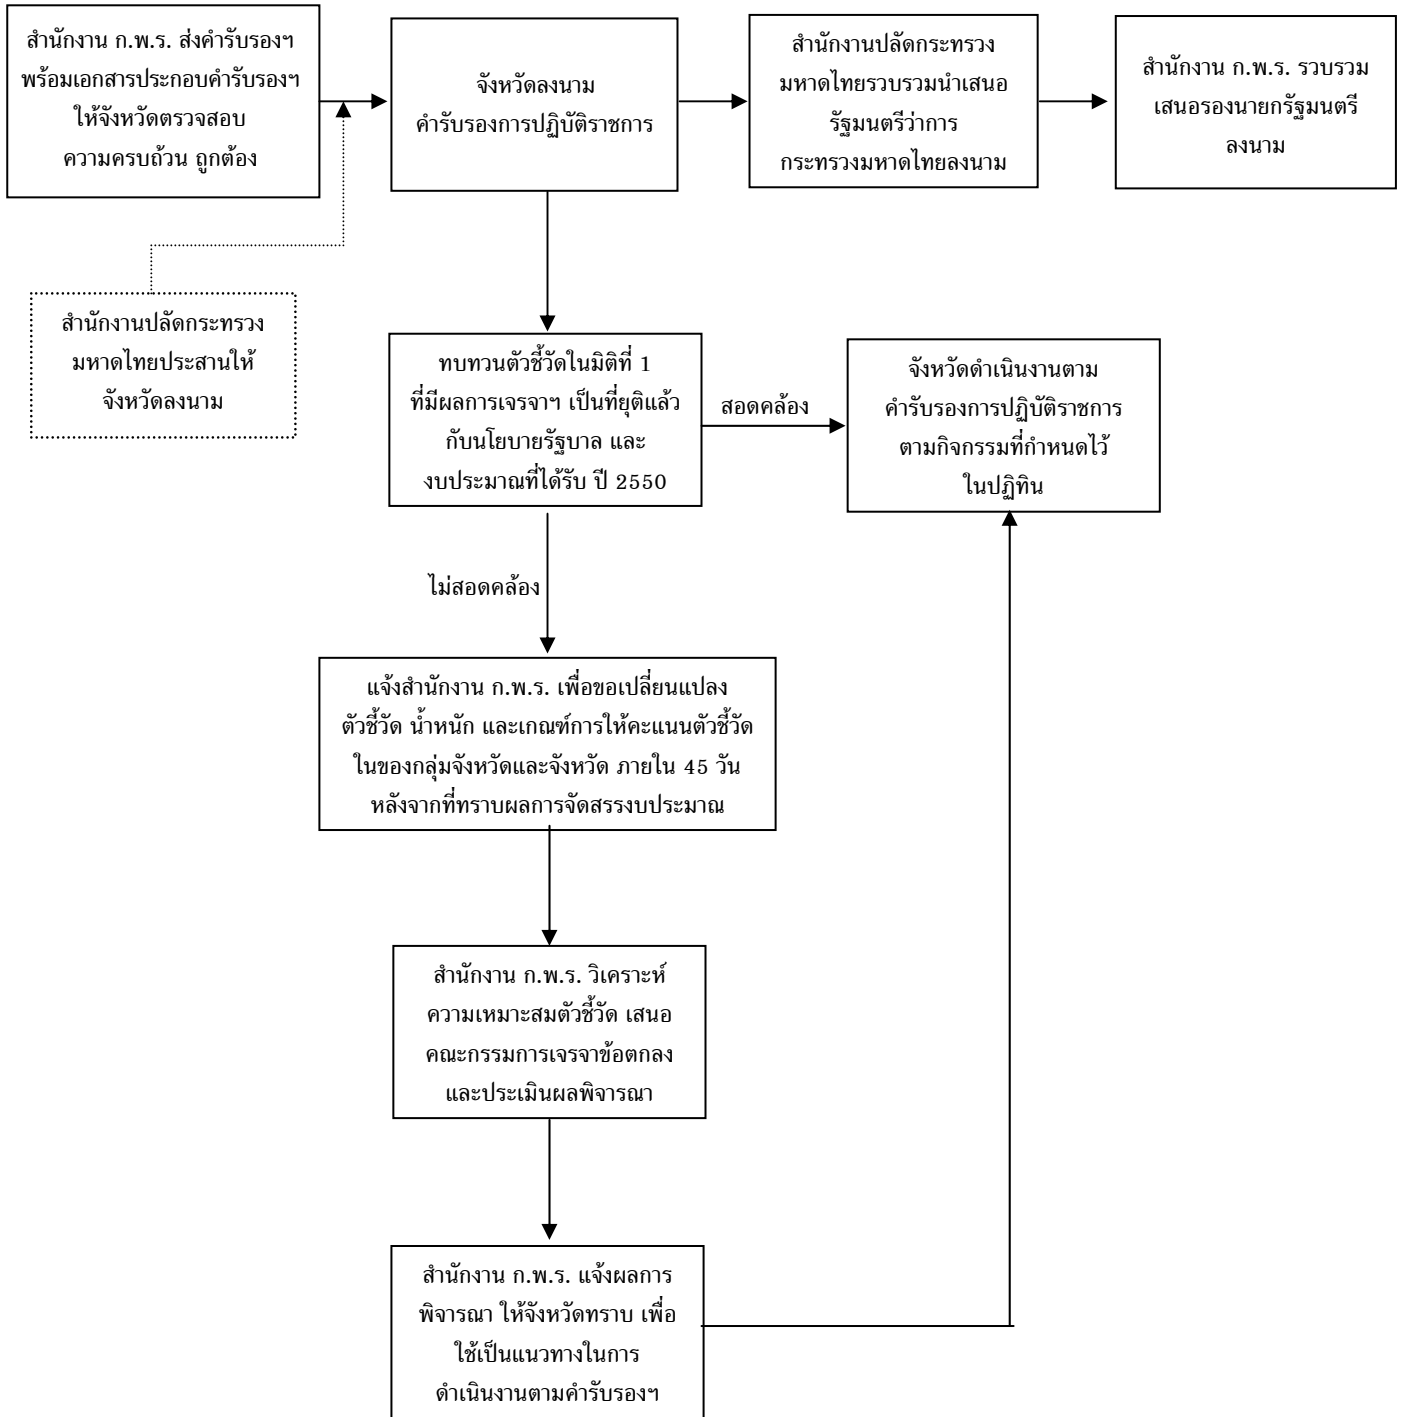 สำนักงาน ก.พ.ร. ส่งคำรับรองฯ
พร้อมเอกสารประกอบคำรับรองฯ
ให้จังหวัดตรวจสอบ
ความครบถ้วน ถูกต้อง
จังหวัดลงนาม
คำรับรองการปฏิบัติราชการ
สำนักงานปลัดกระทรวง
มหาดไทยรวบรวมนำเสนอ
รัฐมนตรีว่าการ
กระทรวงมหาดไทยลงนาม
สำนักงาน ก.พ.ร. รวบรวม
เสนอรองนายกรัฐมนตรี
ลงนาม
สำนักงานปลัดกระทรวง
มหาดไทยประสานให้
จังหวัดลงนาม
ทบทวนตัวชี้วัดในมิติที่ 1
ที่มีผลการเจรจาฯ เป็นที่ยุติแล้ว
กับนโยบายรัฐบาล และ
งบประมาณที่ได้รับ ปี 2550
สอดคล้อง
จังหวัดดำเนินงานตาม
คำรับรองการปฏิบัติราชการ
ตามกิจกรรมที่กำหนดไว้
ในปฏิทิน
ไม่สอดคล้อง
แจ้งสำนักงาน ก.พ.ร. เพื่อขอเปลี่ยนแปลง
ตัวชี้วัด น้ำหนัก และเกณฑ์การให้คะแนนตัวชี้วัด
ในของกลุ่มจังหวัดและจังหวัด ภายใน 45 วัน
หลังจากที่ทราบผลการจัดสรรงบประมาณ
สำนักงาน ก.พ.ร. วิเคราะห์
ความเหมาะสมตัวชี้วัด เสนอ
คณะกรรมการเจรจาข้อตกลง
และประเมินผลพิจารณา
สำนักงาน ก.พ.ร. แจ้งผลการ
พิจารณา ให้จังหวัดทราบ เพื่อ
ใช้เป็นแนวทางในการ
ดำเนินงานตามคำรับรองฯ